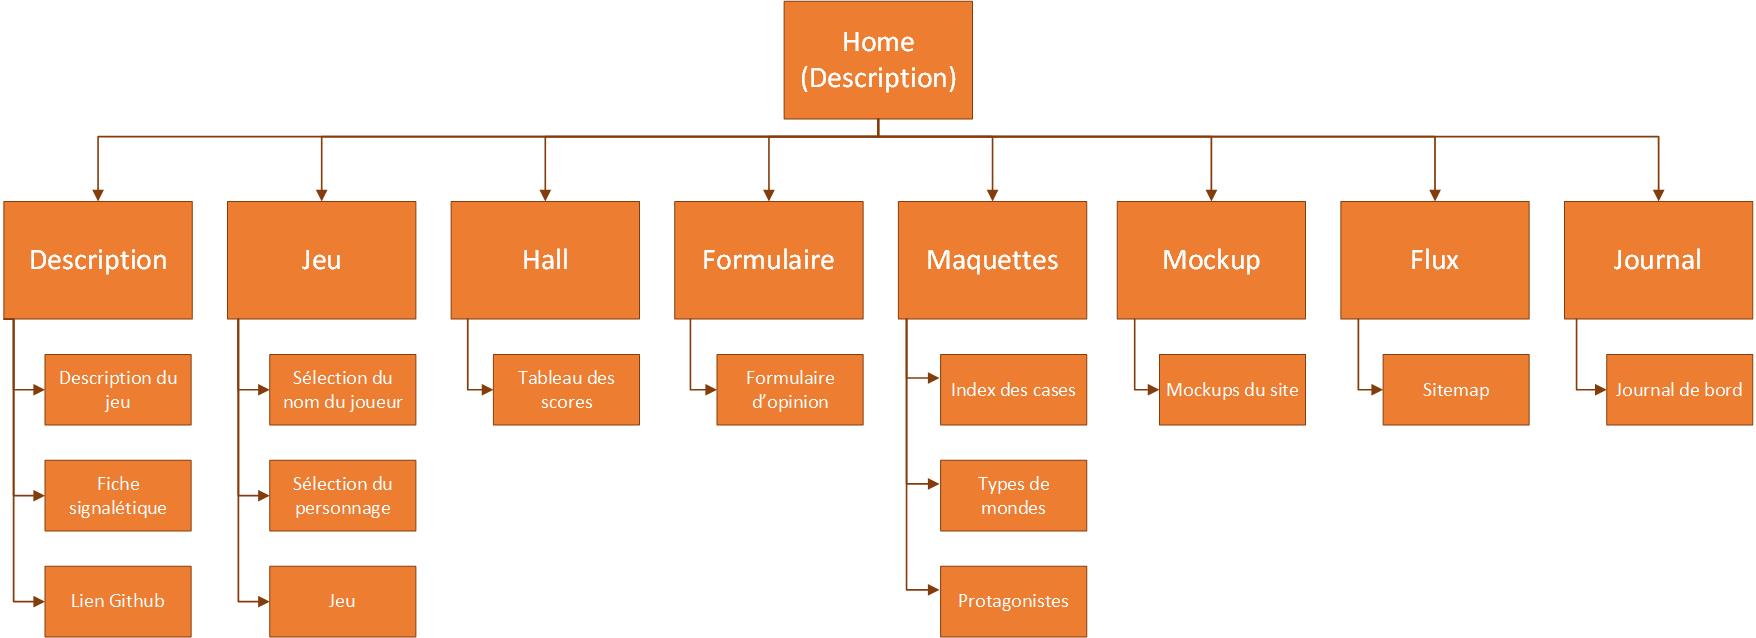 Home
(Description)
Description
Jeu
Hall
Formulaire
Maquettes
Mockup
Flux
Journal
Description du
jeu
Sélection du
nom du joueur
Tableau des
scores
Formulaire
d’opinion
Index des cases
Mockups du site
Sitemap
Journal de bord
Fiche
signalétique
Sélection du
personnage
Types de
mondes
Lien Github
Jeu
Protagonistes